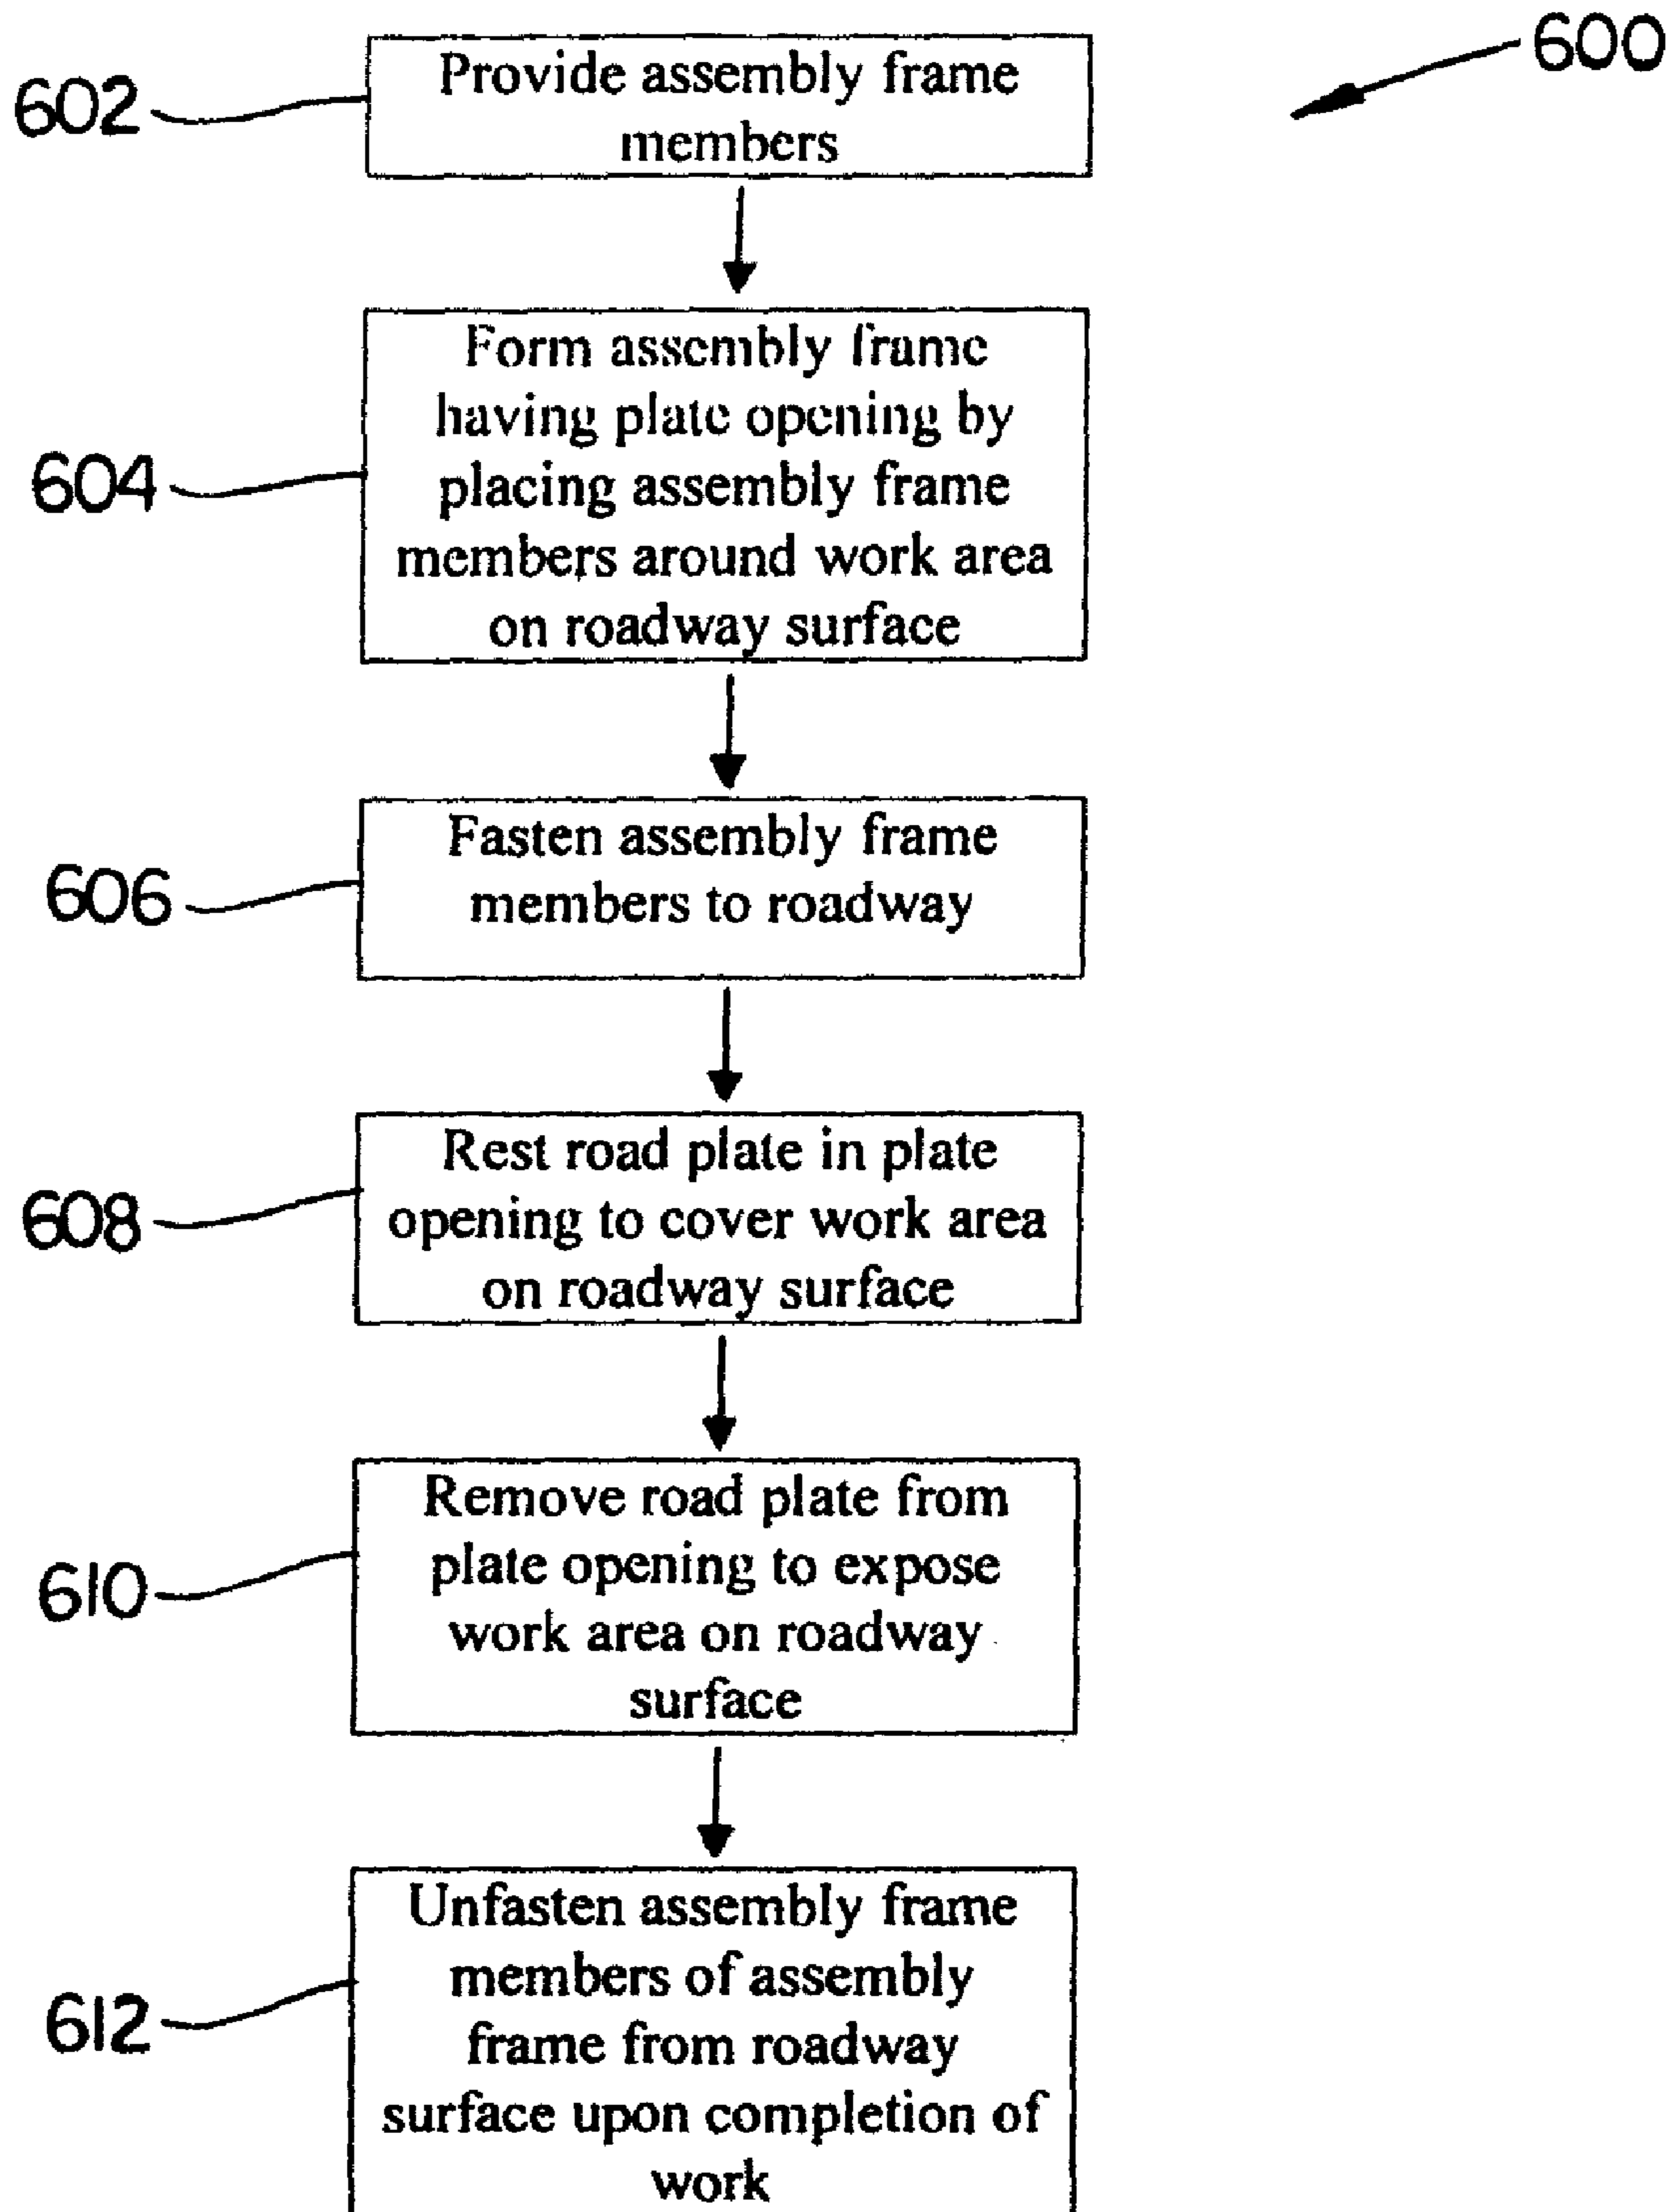 600
602
Provide assembly frame
members
604
Form assembly frame
having plate opening by
placing assembly frame
members around work area
on roadway surface
606
Fasten assembly frame
members to roadway
608
Rest road plate in plate
opening to cover work area
on roadway surface
610
Remove road plate from
plate opening to expose
work area on roadway
surface
612
Unfasten assembly frame
members of assembly
frame from roadway
surface upon completion of
work